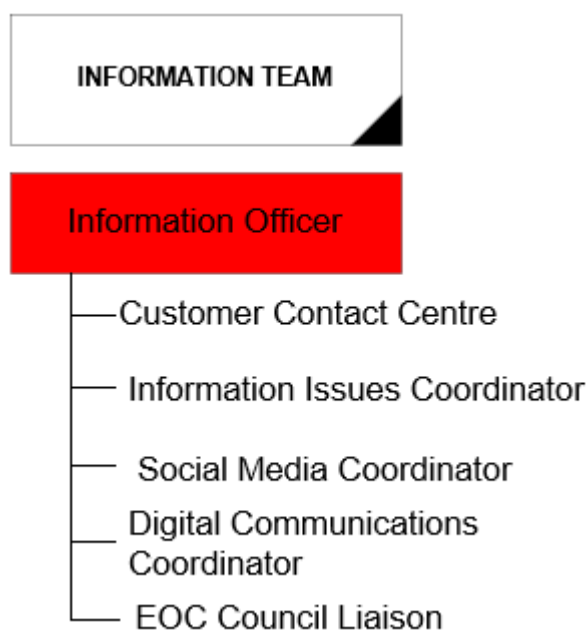 INFORMATION TEAM
Information Officer
Customer Contact Centre
Information Issues Coordinator
Social Media Coordinator
Digital Communications
Coordinator
EOC Council Liaison